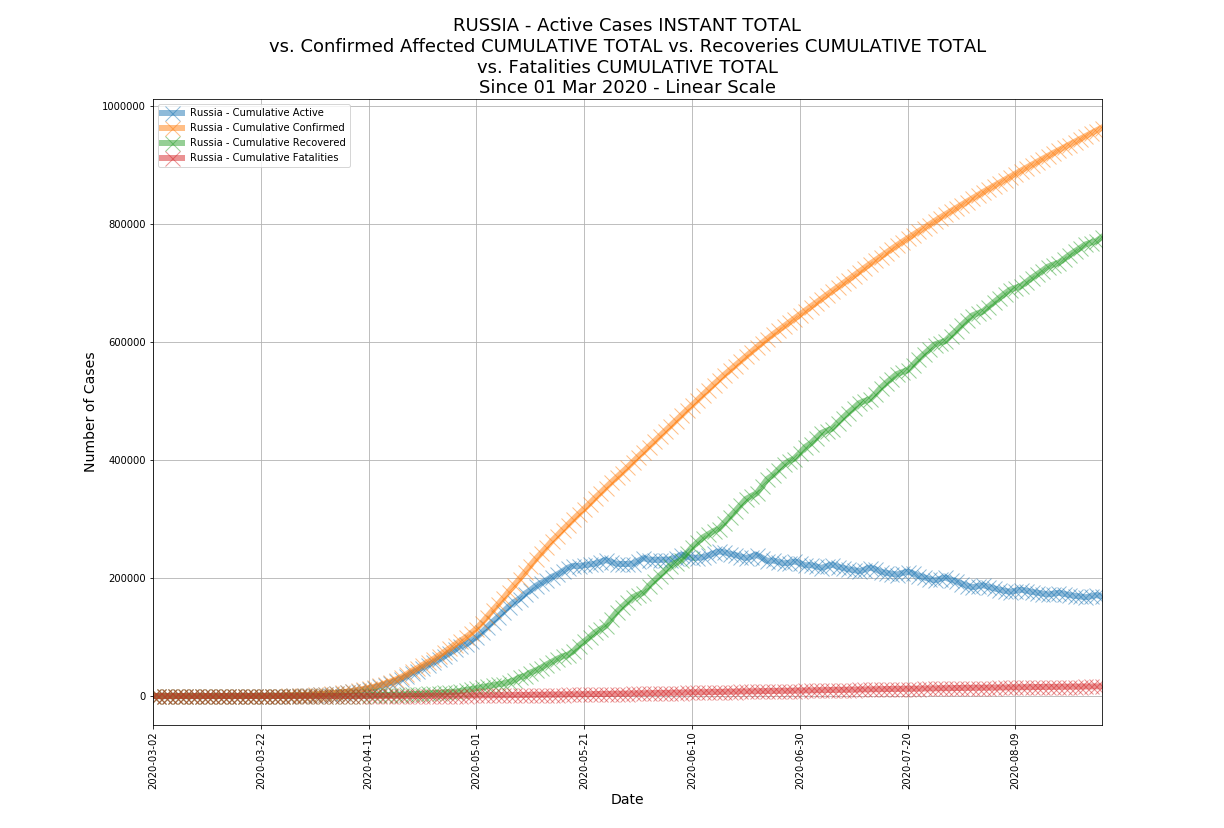 RUSSIA - Active Cases INSTANT TOTAL
vs. Confirmed Affected CUMULATIVE TOTAL vs. Recoveries CUMULATIVE TOTAL
vs. Fatalities CUMULATIVE TOTAL
Since 01 Mar 2020 - Linear Scale
Russia - Cumulative Active
Russia - Cumulative Confirmed
Russia - Cumulative Recovered
Russia - Cumulative Fatalities
Number of Cases
1000000
800000
600000
400000
200000
0
2020-03-02
2020-03-22
2020-04-11
2020-05-01
2020-05-21
2020-06-10
2020-06-30
2020-07-20
2020-08-09
Date